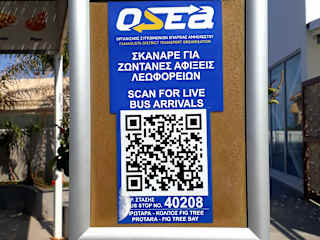 OSEA
ΟΡΓΑΝΙΣΜΟΣ ΣΥΓΚΟΙΝΩΝΙΩΝ ΕΠΑΡΧΙΑΣ ΑΜΜΟΧΩΣΤΟΥ
FAMAGUSTA DISTRICT TRANSPORT ORGANISATION
ΣΚΑΝΑΡΕ ΓΙΑ
ΖΩΝΤΑΝΕΣ ΑΦΙΞΕΙΣ
ΛΕΩΦΟΡΕΙΩΝ
SCAN FOR LIVE
BUS ARRIVALS
ΑΡ. ΣΤΑΣΗΣ
BUS STOP NO. 40208
ΠΡΩΤΑΡΑ - ΚΟΛΠΟΣ FIG TREE
PROTARA - FIG TREE BAY